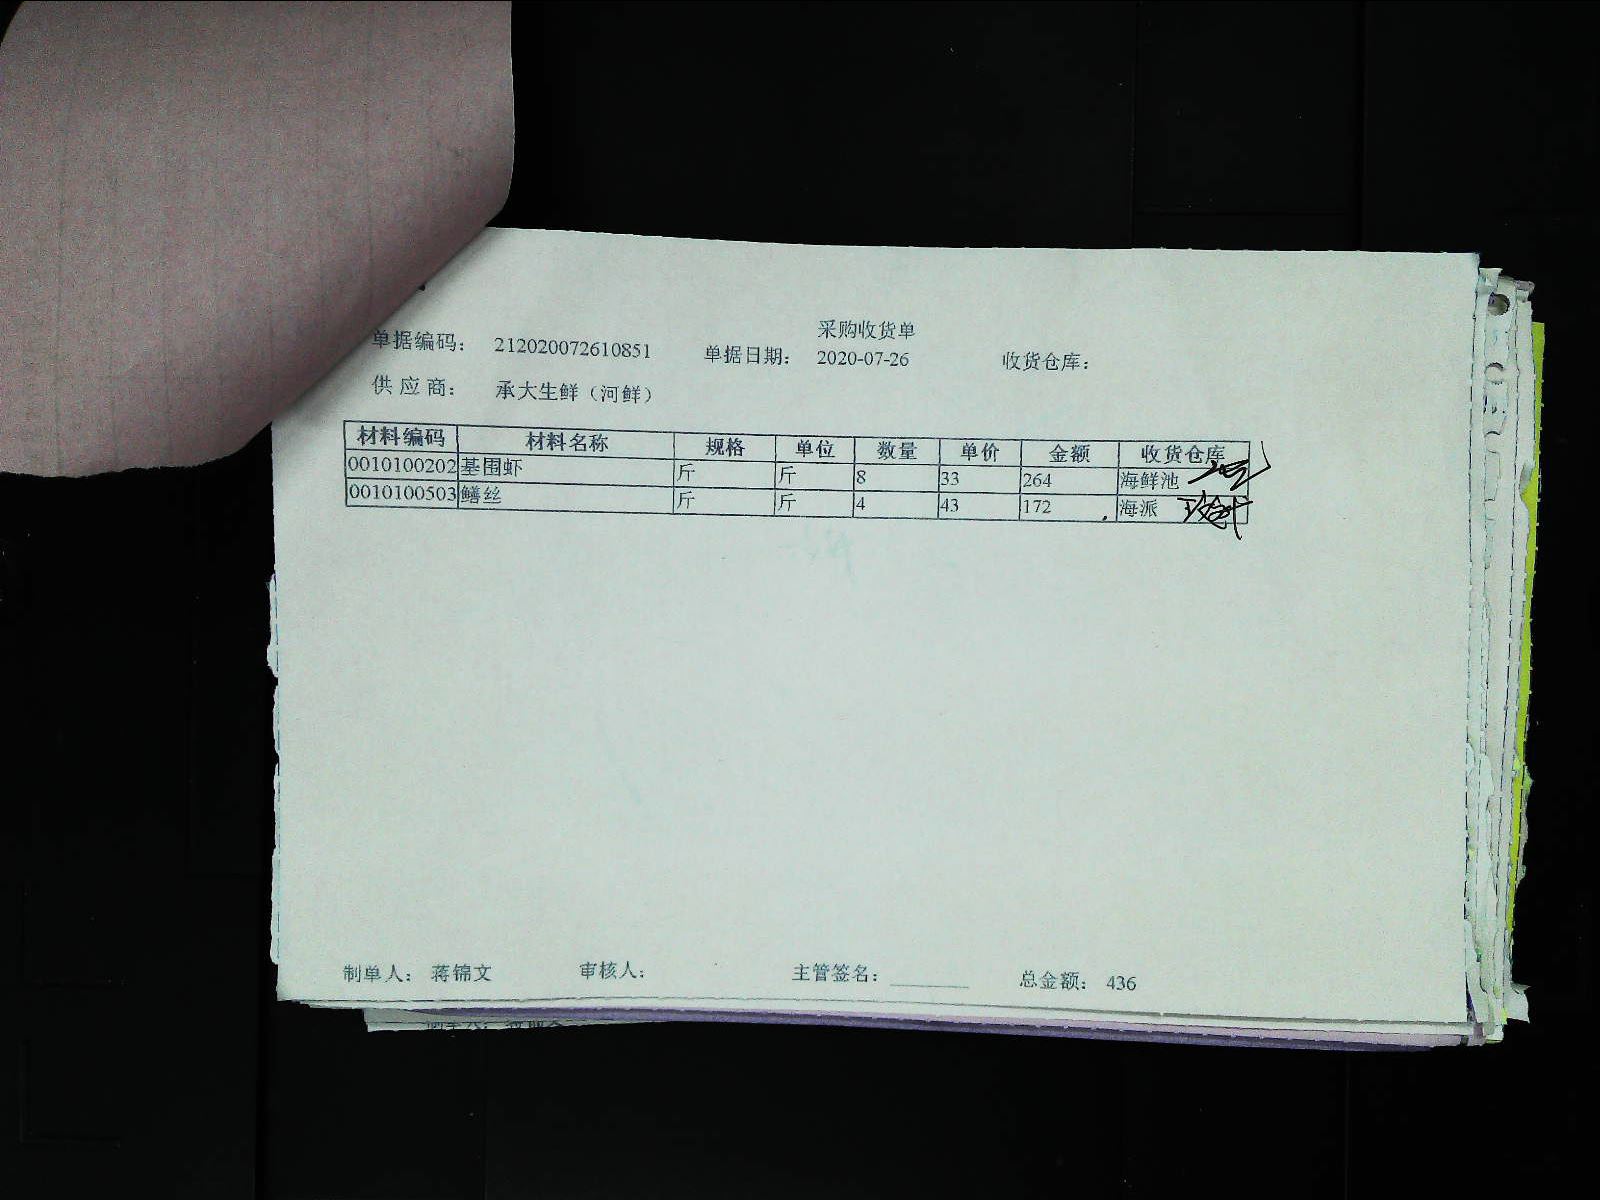 采购收货单
单据编码： 212020072610851 单据日期： 2020-07-26 收货仓库：
供 应 商： 承大生鲜（河鲜）
材料编码 材料名称 规格 单位 数量 单价 金额 收货仓库
0010100202 基围虾 斤 斤 8 33 264 海鲜池
0010100503 鳝丝 斤 斤 4 43 172 海派
制单人： 蒋锦文 审核人： 主管签名： 总金额： 436